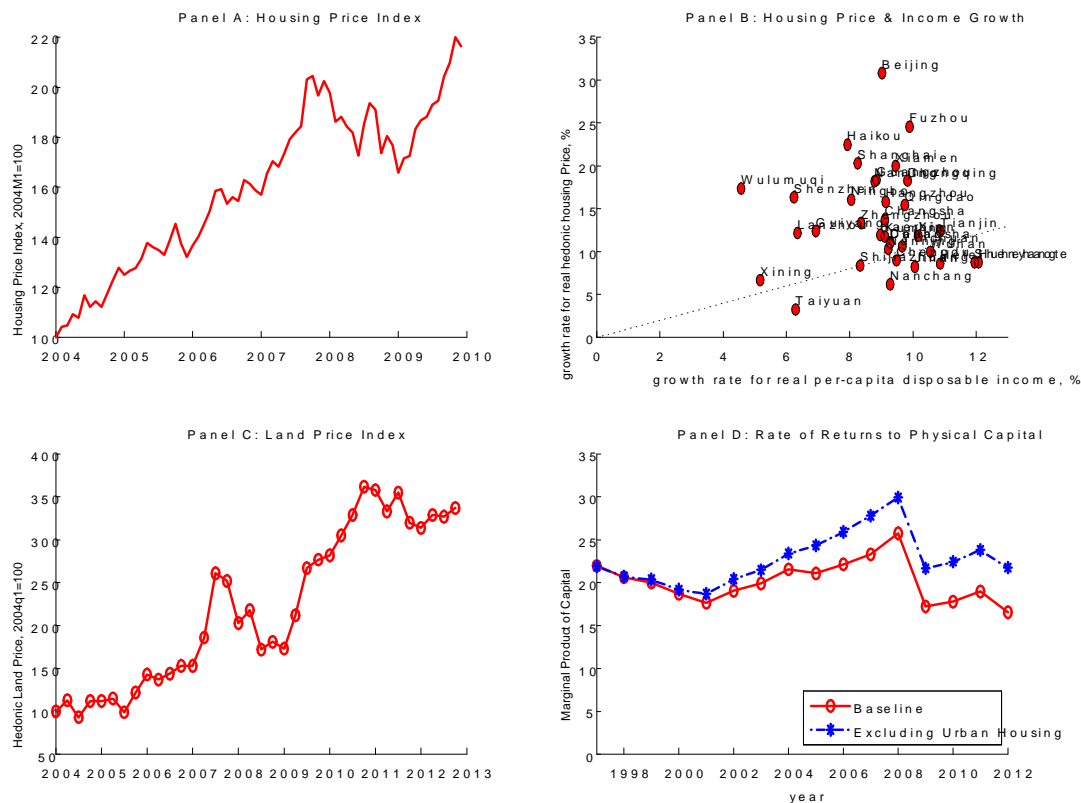 Panel A: Housing Price Index
Housing Price Index, 2004M1=100
220
200
180
160
140
120
100
2004 2005 2006 2007 2008 2009 2010
Panel B: Housing Price & Income Growth
growth rate for real hedonic housing Price, %
35
30
25
20
15
10
5
0
Beijing
Fuzhou
Haikou
Shanghai
Xiamen
Wulumuqi
Shenzhen
Ningbo
Hangzhou
Qingdao
Changsha
Zhengzhou
Tianjin
Guiyang
Lanzhou
Wuhan
Xining
Nanchang
Taiyuan
0 2 4 6 8 10 12
growth rate for real per-capita disposable income, %
Panel C: Land Price Index
Hedonic Land Price, 2004q1=100
400
350
300
250
200
150
100
50
2004 2005 2006 2007 2008 2009 2010 2011 2012 2013
Panel D: Rate of Returns to Physical Capital
Marginal Product of Capital
35
30
25
20
15
10
5
0
Baseline
Excluding Urban Housing
1998 2000 2002 2004 2006 2008 2010 2012
year